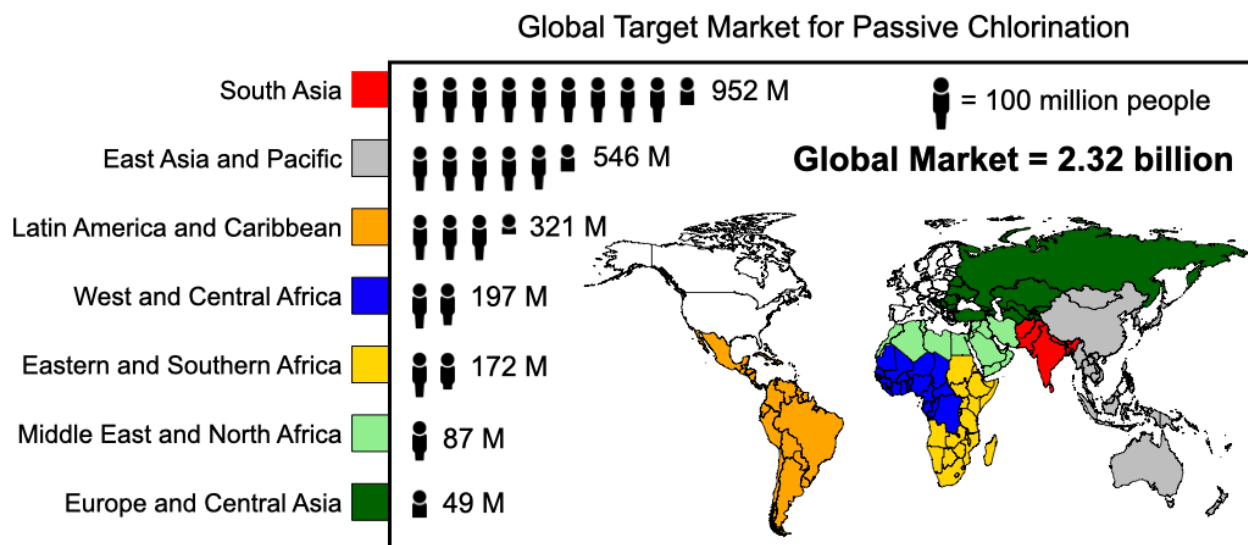 Global Target Market for Passive Chlorination
South Asia 952 M
= 100 million people
East Asia and Pacific 546 M
Global Market = 2.32 billion
Latin America and Caribbean 321 M
West and Central Africa 197 M
Eastern and Southern Africa 172 M
Middle East and North Africa 87 M
Europe and Central Asia 49 M